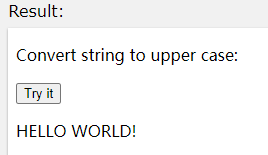 Result:
Convert string to upper case:
Try it
HELLO WORLD!